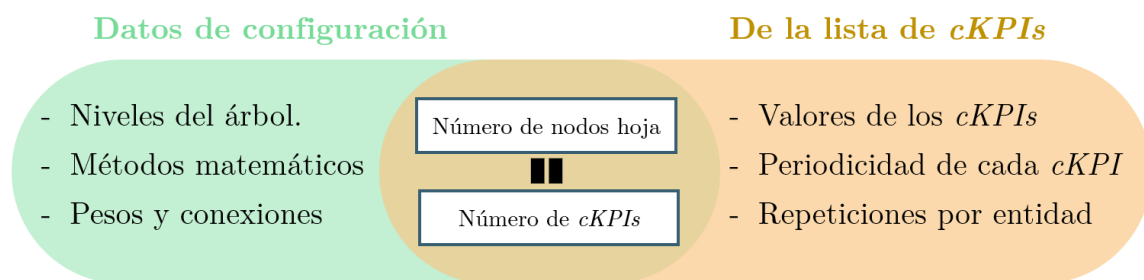 Datos de configuración
De la lista de cKPIs
- Niveles del árbol.
- Métodos matemáticos
- Pesos y conexiones
Número de nodos hoja
Número de cKPIs
- Valores de los cKPIs
- Periodicidad de cada cKPI
- Repeticiones por entidad